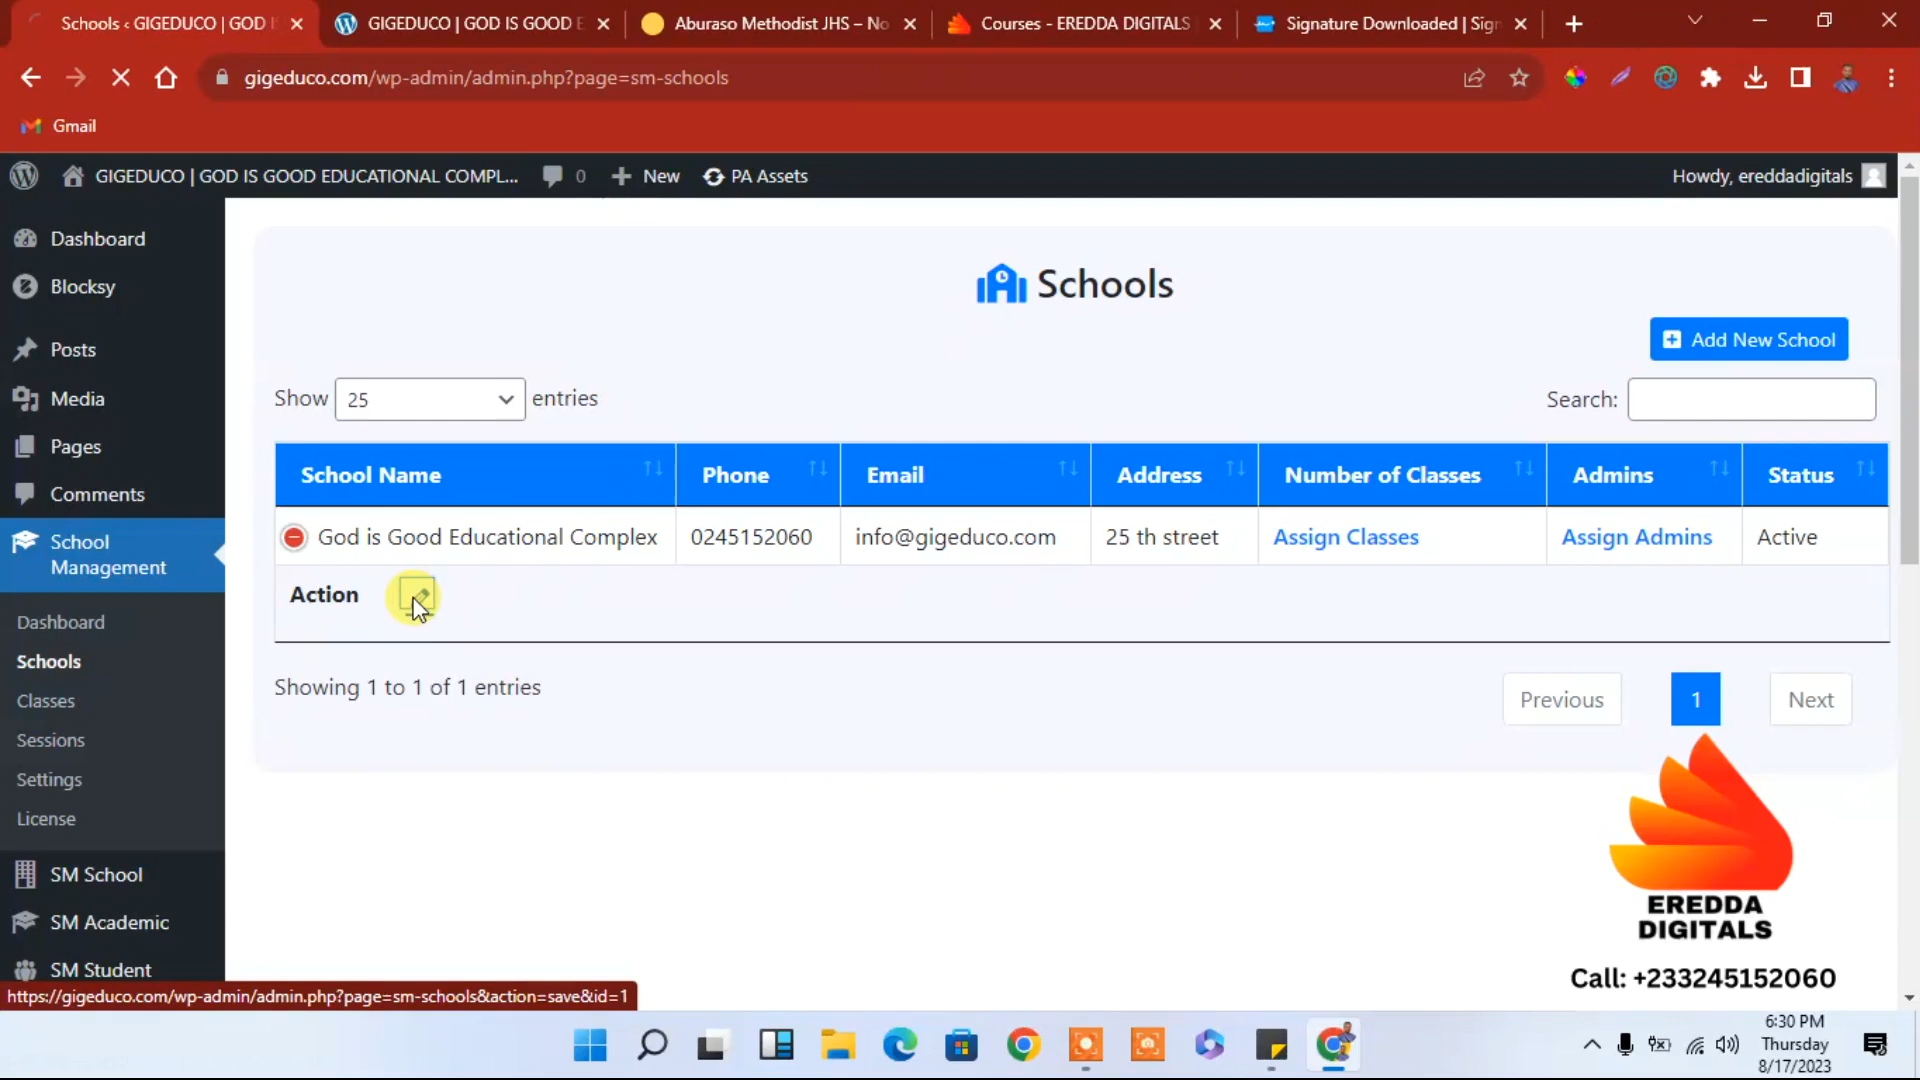 Schools ‹ GIGEDUCO | GOD I
GIGEDUCO | GOD IS GOOD E
Aburaso Methodist JHS – No
Courses - EREDDA DIGITALS
Signature Downloaded | Sign
gigeduco.com/wp-admin/admin.php?page=sm-schools
Gmail
GIGEDUCO | GOD IS GOOD EDUCATIONAL COMPL...
0
New
PA Assets
Howdy, ereddadigitals
Dashboard
Blocksy
Posts
Media
Pages
Comments
School
Management
Dashboard
Schools
Classes
Sessions
Settings
License
SM School
SM Academic
SM Student
Schools
Add New School
Show 25 entries
Search:
School Name Phone Email Address Number of Classes Admins Status
God is Good Educational Complex 0245152060 info@gigeduco.com 25 th street Assign Classes Assign Admins Active
Action
Showing 1 to 1 of 1 entries
Previous 1 Next
EREDDA
DIGITALS
Call: +233245152060
https://gigeduco.com/wp-admin/admin.php?page=sm-schools&action=save&id=1
6:30 PM
Thursday
8/17/2023